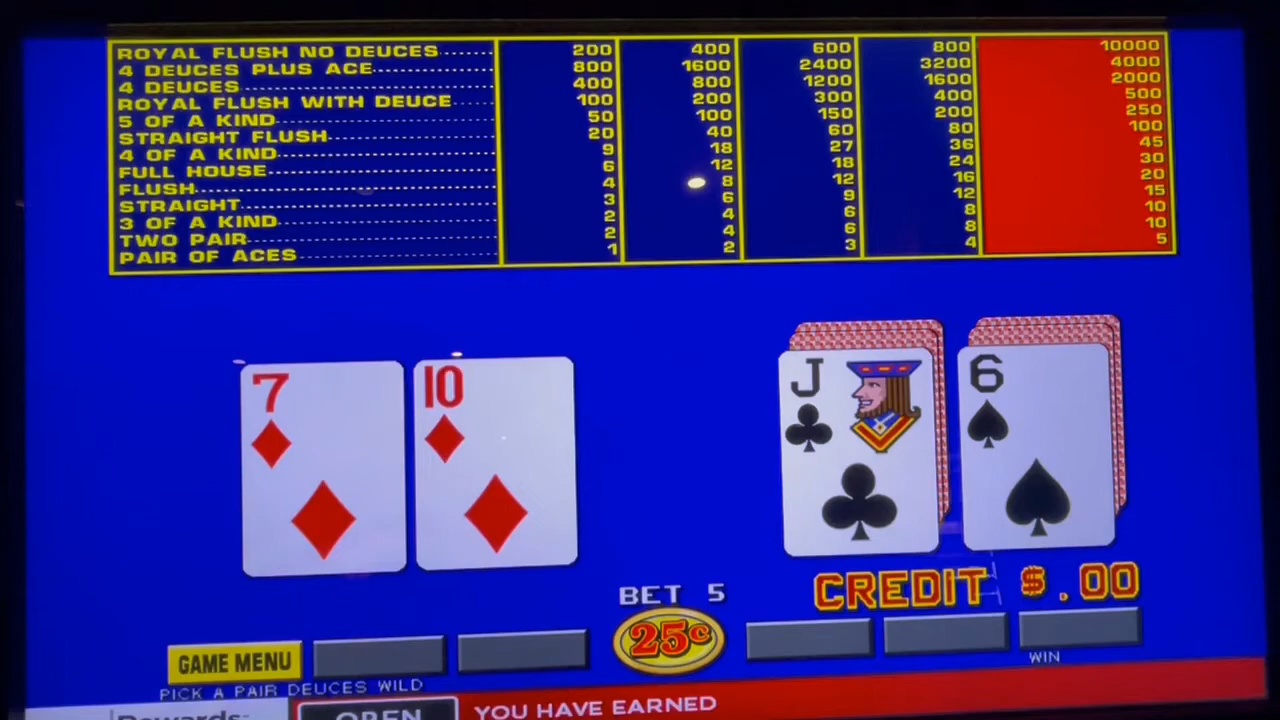 ROYAL FLUSH NO DEUCES 200 400 600 800 10000
4 DEUCES PLUS ACE 800 1600 2400 3200 4000
4 DEUCES 400 800 1200 1600 2000
ROYAL FLUSH WITH DEUCE 100 200 300 400 500
5 OF A KIND 50 100 150 200 250
STRAIGHT FLUSH 20 40 60 80 100
4 OF A KIND 9 18 27 36 45
FULL HOUSE 6 12 18 24 30
FLUSH 4 8 12 16 20
STRAIGHT 3 6 9 12 15
3 OF A KIND 2 4 6 8 10
TWO PAIR 2 4 6 8 10
PAIR OF ACES 1 2 3 4 5
7 10 J 6
BET 5
CREDIT $.00
25¢
GAME MENU
WIN
PICK A PAIR DEUCES WILD
Rewards
OPEN
YOU HAVE EARNED